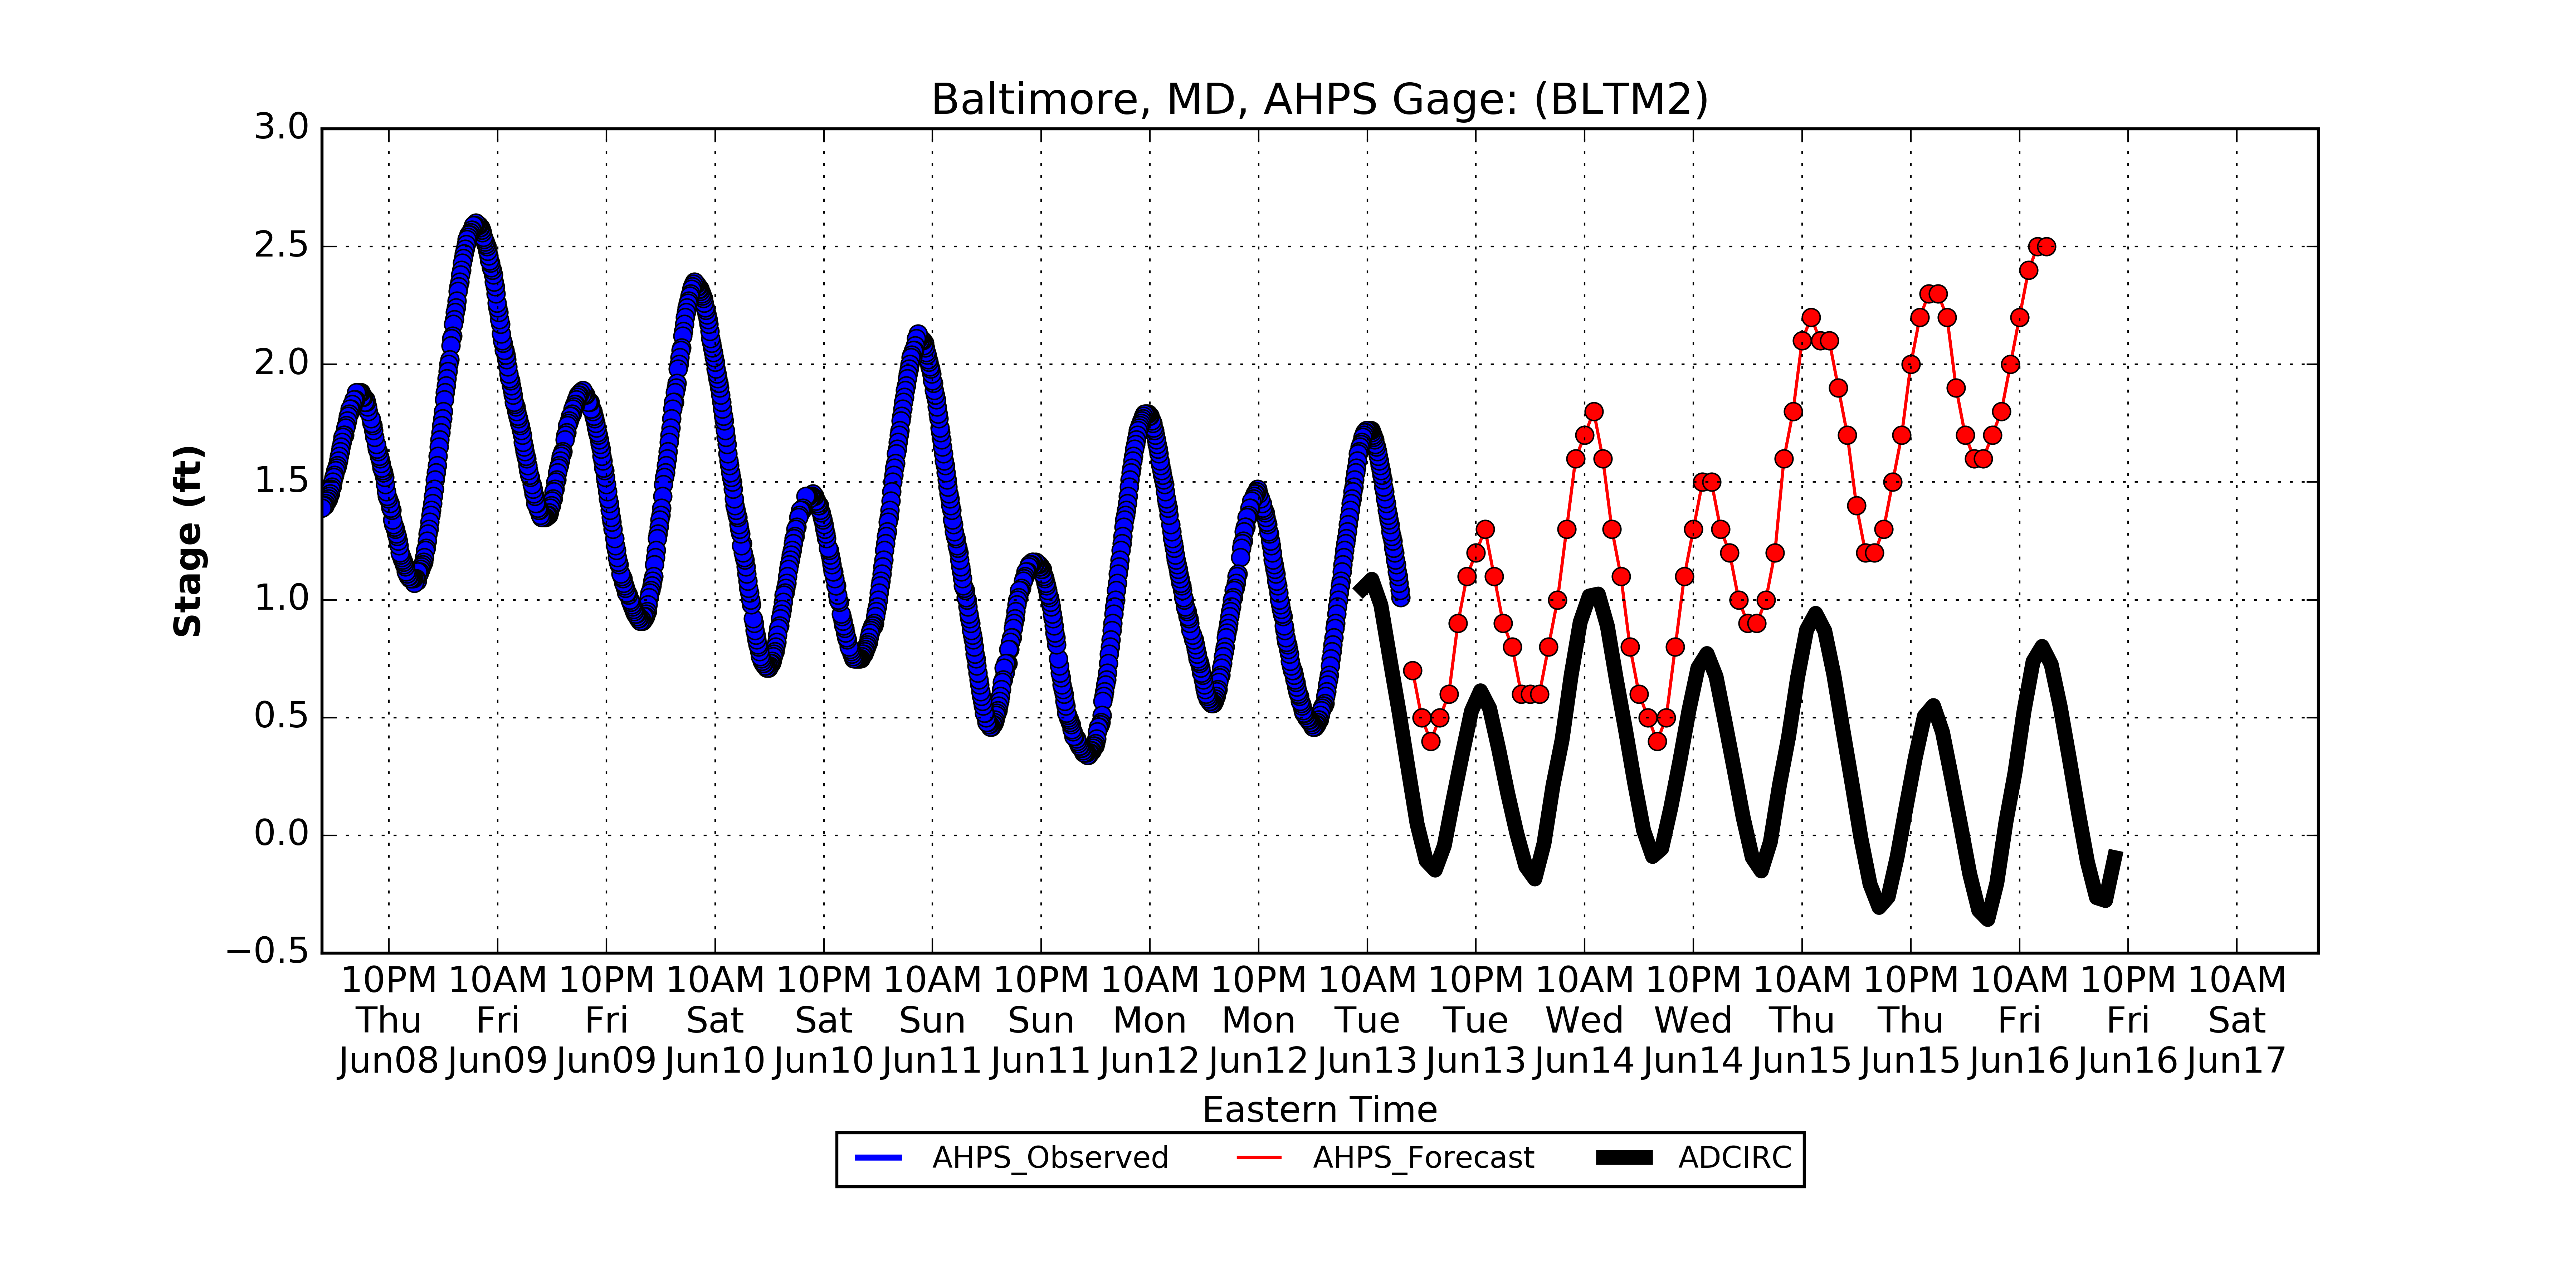 Baltimore, MD, AHPS Gage: (BLTM2)
3.0
2.5
2.0
1.5
1.0
0.5
0.0
−0.5
Stage (ft)
10PM 10AM 10PM 10AM 10PM 10AM 10PM 10AM 10PM 10AM 10PM 10AM 10PM 10AM 10PM 10AM 10PM 10AM
Thu Fri Fri Sat Sat Sun Sun Mon Mon Tue Tue Wed Wed Thu Thu Fri Fri Sat
Jun08 Jun09 Jun09 Jun10 Jun10 Jun11 Jun11 Jun12 Jun12 Jun13 Jun13 Jun14 Jun14 Jun15 Jun15 Jun16 Jun16 Jun17
Eastern Time
AHPS_Observed AHPS_Forecast ADCIRC